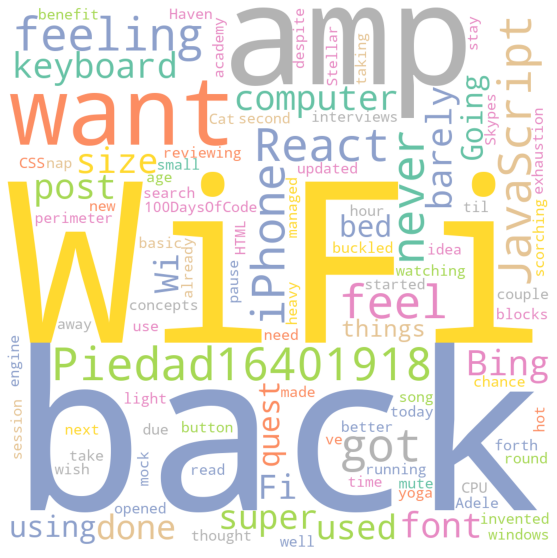 benefit
Haven
academy
despite
Stellar
taking
stay
amp
feeling
keyboard
want
computer
Cat
second
interviews
barely
Going
Skypes
JavaScript
exhaustion
scorching
CSS
nap
size
reviewing
small
React
iPhone
updated
never
post
age
search
100DaysOfCode
perimeter
new
HTML
managed
hour
bed
buckled
til
idea
watching
basic
already
Wi
pause
heavy
started
couple
concepts
feel
blocks
away
use
need
things
WiFi
Piedad16401918
Bing
chance
engine
back
light
quest
made
song
today
next
due
button
got
better
forth
hot
session
take
wish
mock
read
Fi
ve
time
running
mute
yoga
CPU
round
Adele
opened
using
done
thought
super
well
used
font
invented
windows